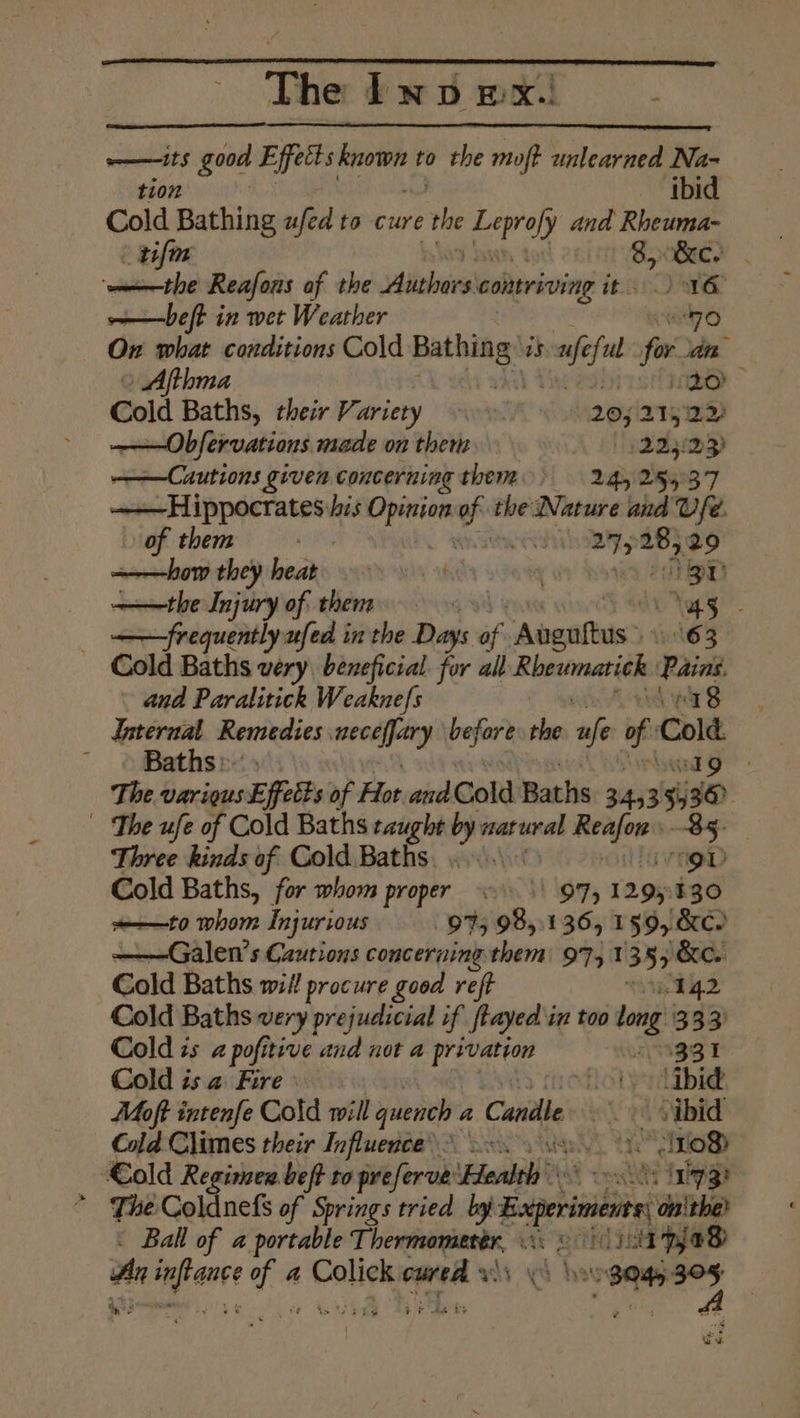 The INDEX.
——its good Effects known to the moſt unlearned Na-
tion ibid
Cold Bathing uſed to cure the Leproſy and Rheuma-
tiſm 8, &c.
——the Reaſons of the Authors contriving it 16
——beſt in wet Weather 70
On what conditions Cold Bathing is uſeful for an
Aſthma 20
Cold Baths, their Variety 20, 21, 22
——Obſervations made on them 22, 23
——Cautions given concerning them 24, 25, 37
——Hippocrates his Opinion of the Nature and Uſe
of them 27, 28, 29
——how they heat 31
——the Injury of them 45
——frequently uſed in the Days of Auguſtus 63
Cold Baths very beneficial for all Rheumatick Pains.
and Paralitick Weakneſs 18
Internal Remedies neceſſary before the uſe of Cold
Baths 19
The various Effects of Hot and Cold Baths 34, 35, 36
The uſe of Cold Baths taught by natural Reaſon 85
Three kinds of Cold Baths. 91
Cold Baths, for whom proper 97, 129, 130
——to whom Injurious 97, 98, 136, 159, &c.
——Galen's Cautions concerning them 97, 135, &c.
Cold Baths will procure good reſt 142
Cold Baths very prejudicial if ſtayed in too long 333
Cold is a poſitive and not a privation 331
Cold is a Fire ibid
Moſt intenſe Cold will quench a Candle ibid
Cold Climes their Influence 108
Cold Regimen beſt to preſerve Health 173
The Coldneſs of Springs tried by Experiments on the
Ball of a portable Thermometer,
An inſtance of a Colick cured 304, 305
A